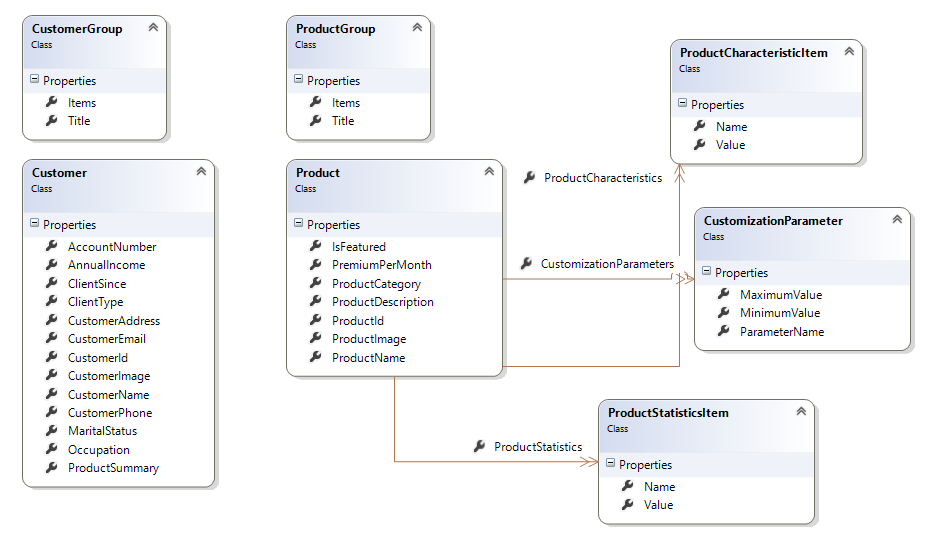 CustomerGroup
Class
Properties
Items
Title
ProductGroup
Class
Properties
Items
Title
ProductCharacteristicItem
Class
Properties
Name
Value
Customer
Class
Properties
AccountNumber
AnnualIncome
ClientSince
ClientType
CustomerAddress
CustomerEmail
CustomerId
CustomerImage
CustomerName
CustomerPhone
MaritalStatus
Occupation
ProductSummary
Product
Class
Properties
IsFeatured
PremiumPerMonth
ProductCategory
ProductDescription
ProductId
ProductImage
ProductName
ProductCharacteristics
CustomizationParameters
CustomizationParameter
Class
Properties
MaximumValue
MinimumValue
ParameterName
ProductStatistics
ProductStatisticsItem
Class
Properties
Name
Value